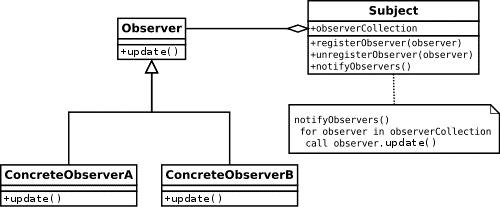 Observer
+update()
Subject
+observerCollection
+registerObserver(observer)
+unregisterObserver(observer)
+notifyObservers()
notifyObservers()
for observer in observerCollection
call observer.update()
ConcreteObserverA
+update()
ConcreteObserverB
+update()